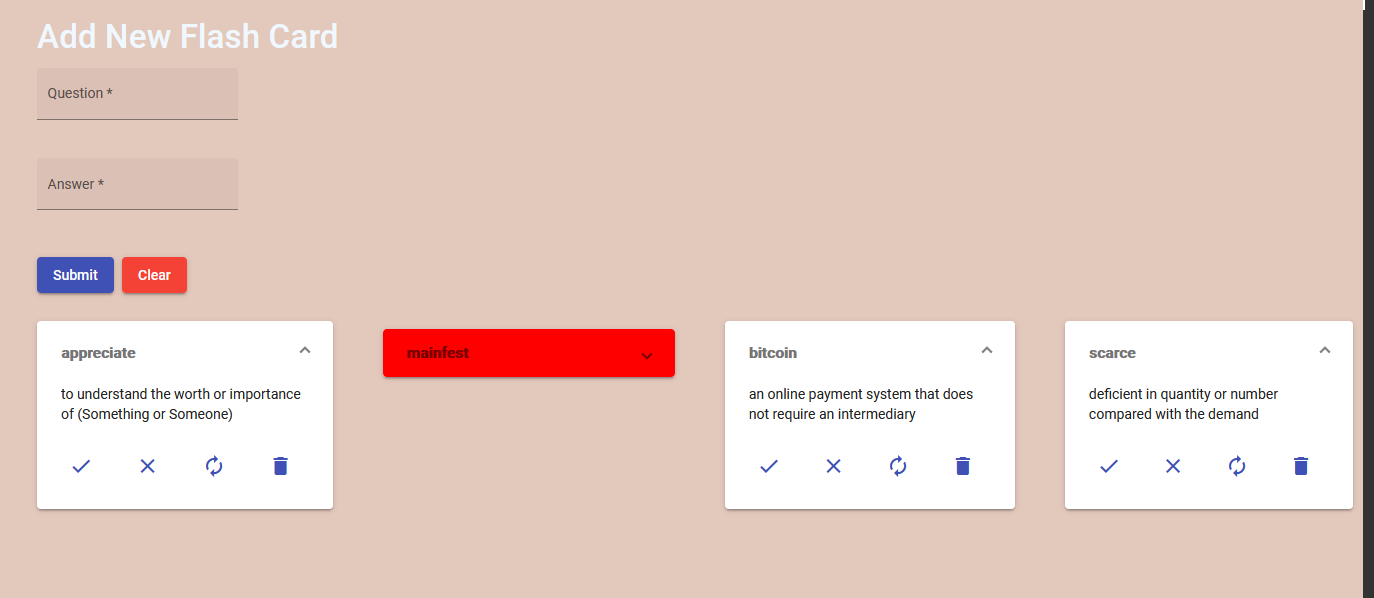 Add New Flash Card
Question *
Answer *
Submit Clear
appreciate
to understand the worth or importance
of (Something or Someone)
mainfest
bitcoin
an online payment system that does
not require an intermediary
scarce
deficient in quantity or number
compared with the demand